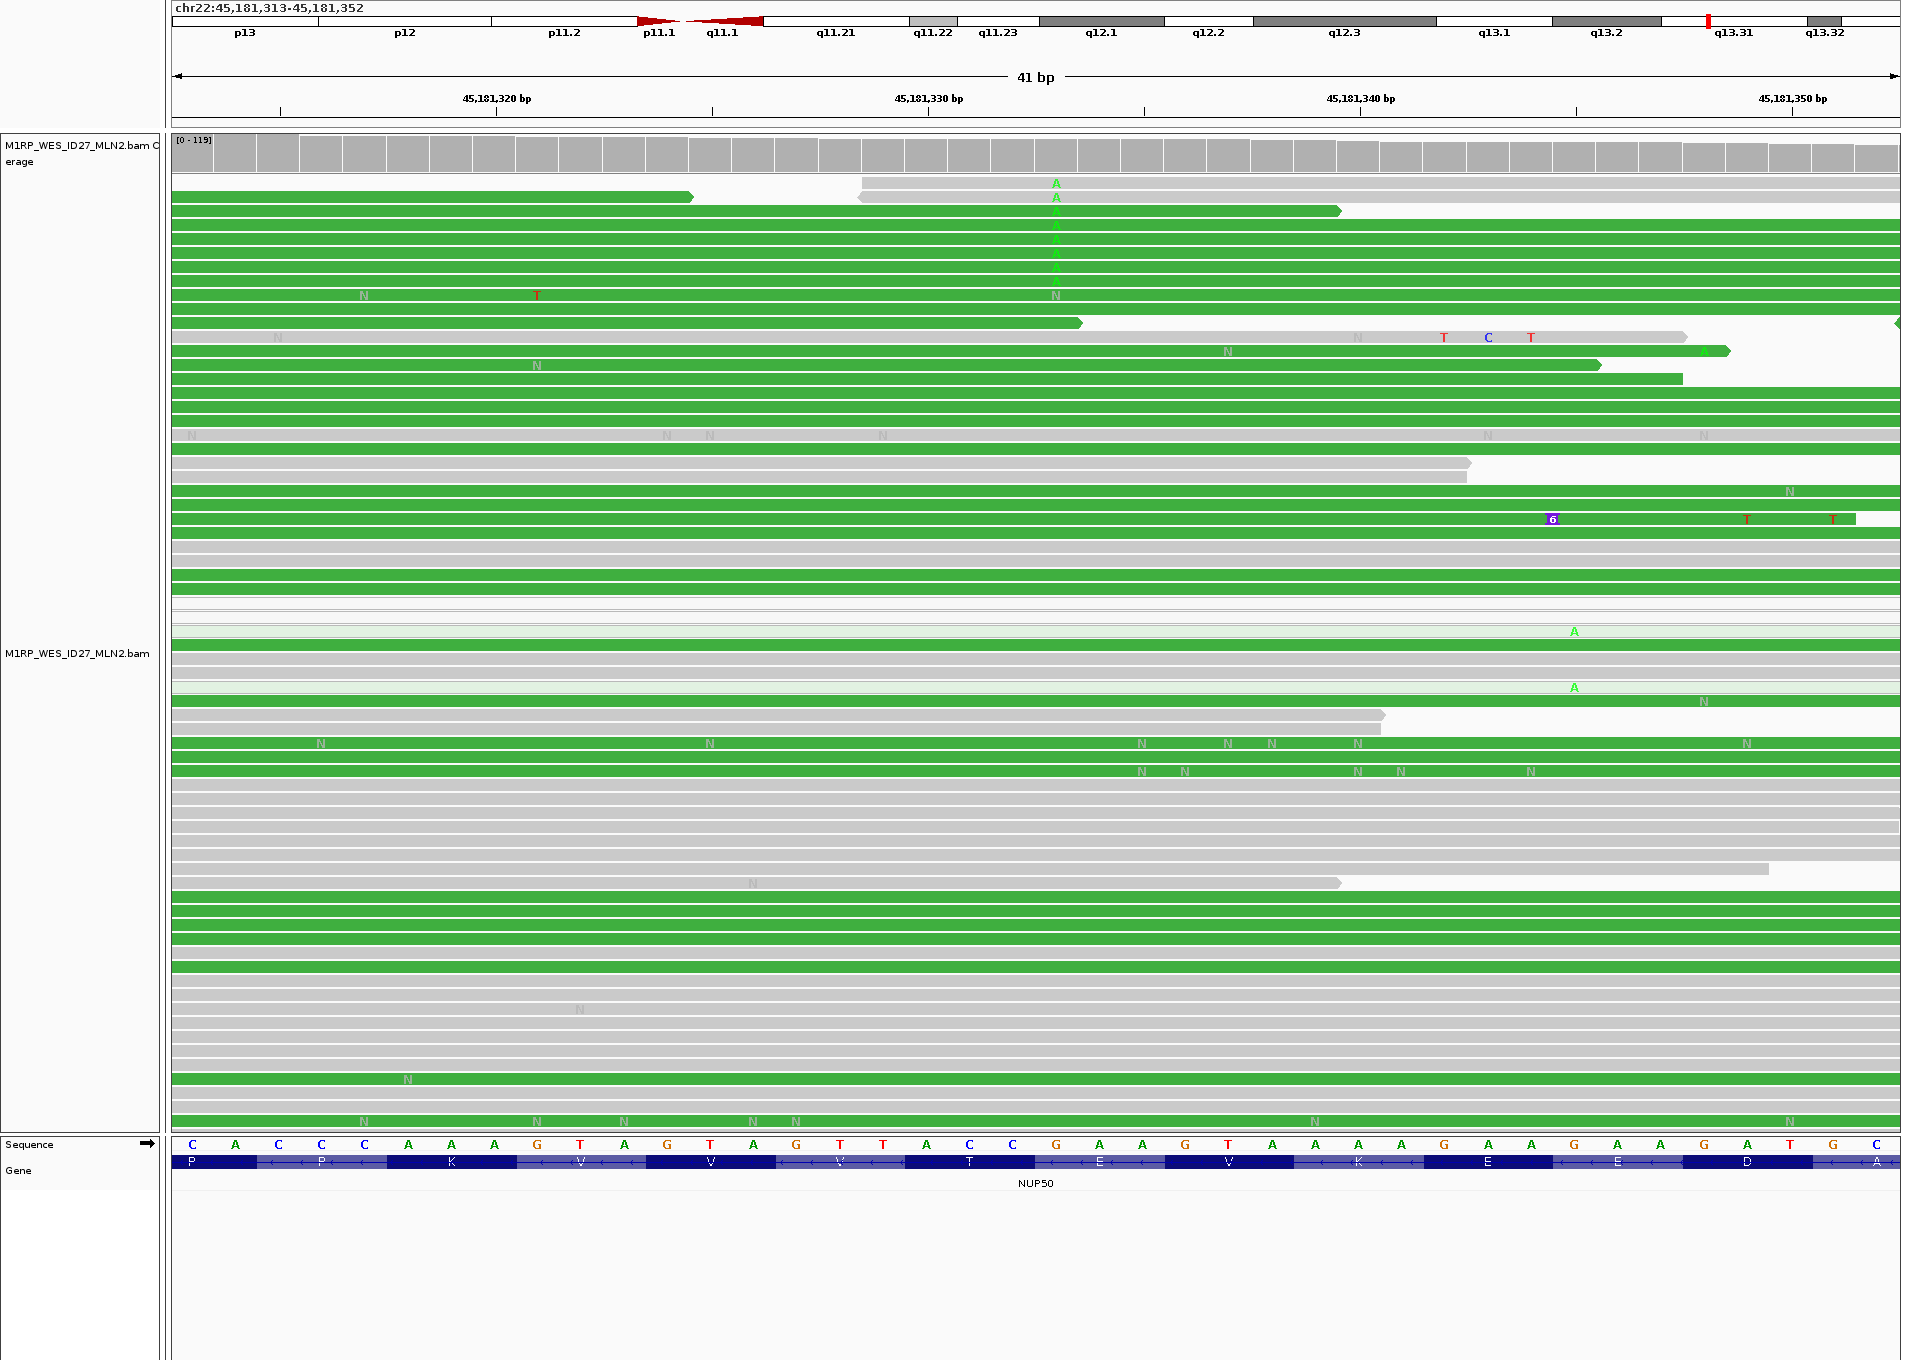 chr22:45,181,313-45,181,352
p13 p12 p11.2 p11.1 q11.1 q11.21 q11.22 q11.23 q12.1 q12.2 q12.3 q13.1 q13.2 q13.31 q13.32
41 bp
45,181,320 bp 45,181,330 bp 45,181,340 bp 45,181,350 bp
[0 - 119]
M1RP_WES_ID27_MLN2.bam C
erage
A
A
A
A
A
A
A
A
N T N
N N T C T
N A
N
N N N N N N
N
6 T T
A
M1RP_WES_ID27_MLN2.bam
A
N
N N N N N N N
N N N N N
N
N
N
N N N N N N N
Sequence C A C C C A A A G T A G T A G T T A C C G A A G T A A A A G A A G A A G A T G C
Gene P P K V V V T E V K E E D A
NUP50